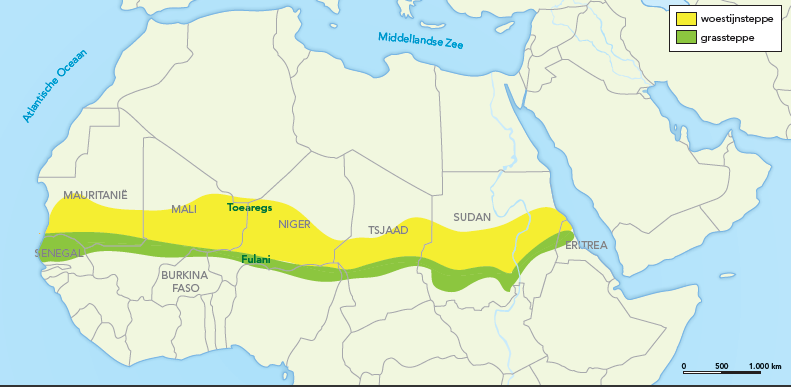 woestijnsteppe
grassteppe
Middellandse Zee
Atlantische Oceaan
MAURITANIË
MALI
Toearegs
NIGER
TSJAAD
SUDAN
ERITREA
SENEGAL
Fulani
BURKINA
FASO
0 500 1.000 km